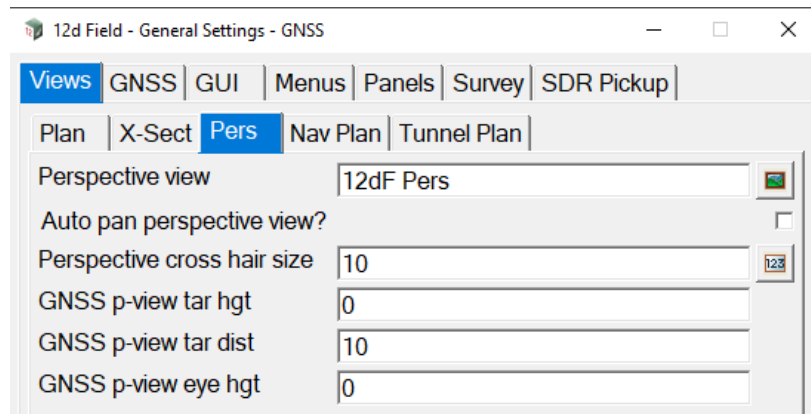 12d Field - General Settings - GNSS
Views GNSS GUI Menus Panels Survey SDR Pickup
Plan X-Sect Pers Nav Plan Tunnel Plan
Perspective view 12dF Pers
Auto pan perspective view?
Perspective cross hair size 10 123
GNSS p-view tar hgt 0
GNSS p-view tar dist 10
GNSS p-view eye hgt 0